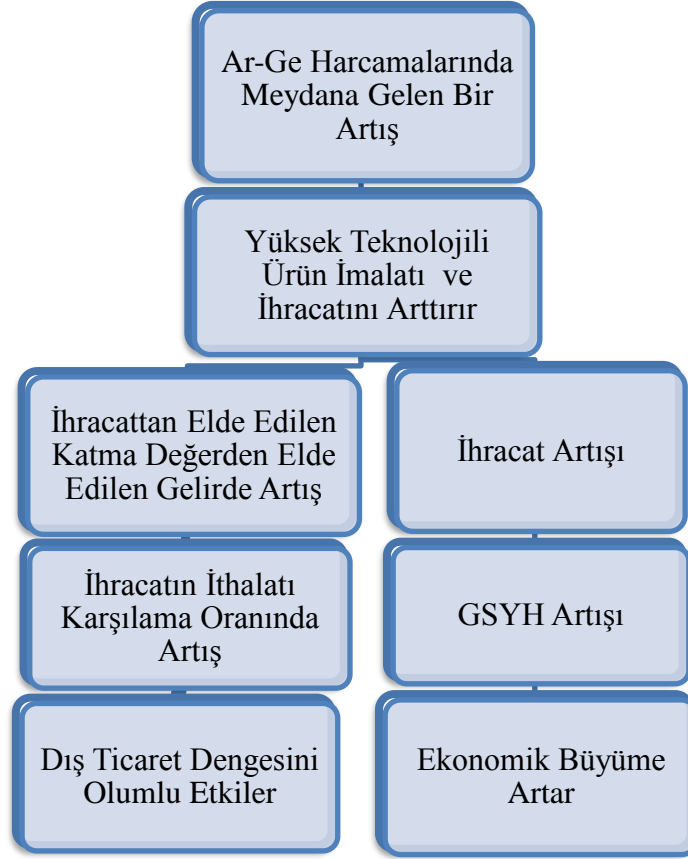 Ar-Ge Harcamalarında
Meydana Gelen Bir
Artış
Yüksek Teknolojili
Ürün İmalatı ve
İhracatını Arttırır
İhracattan Elde Edilen
Katma Değerden Elde
Edilen Gelirde Artış
İhracatın İthalatı
Karşılama Oranında
Artış
Dış Ticaret Dengesini
Olumlu Etkiler
İhracat Artışı
GSYH Artışı
Ekonomik Büyüme
Artar